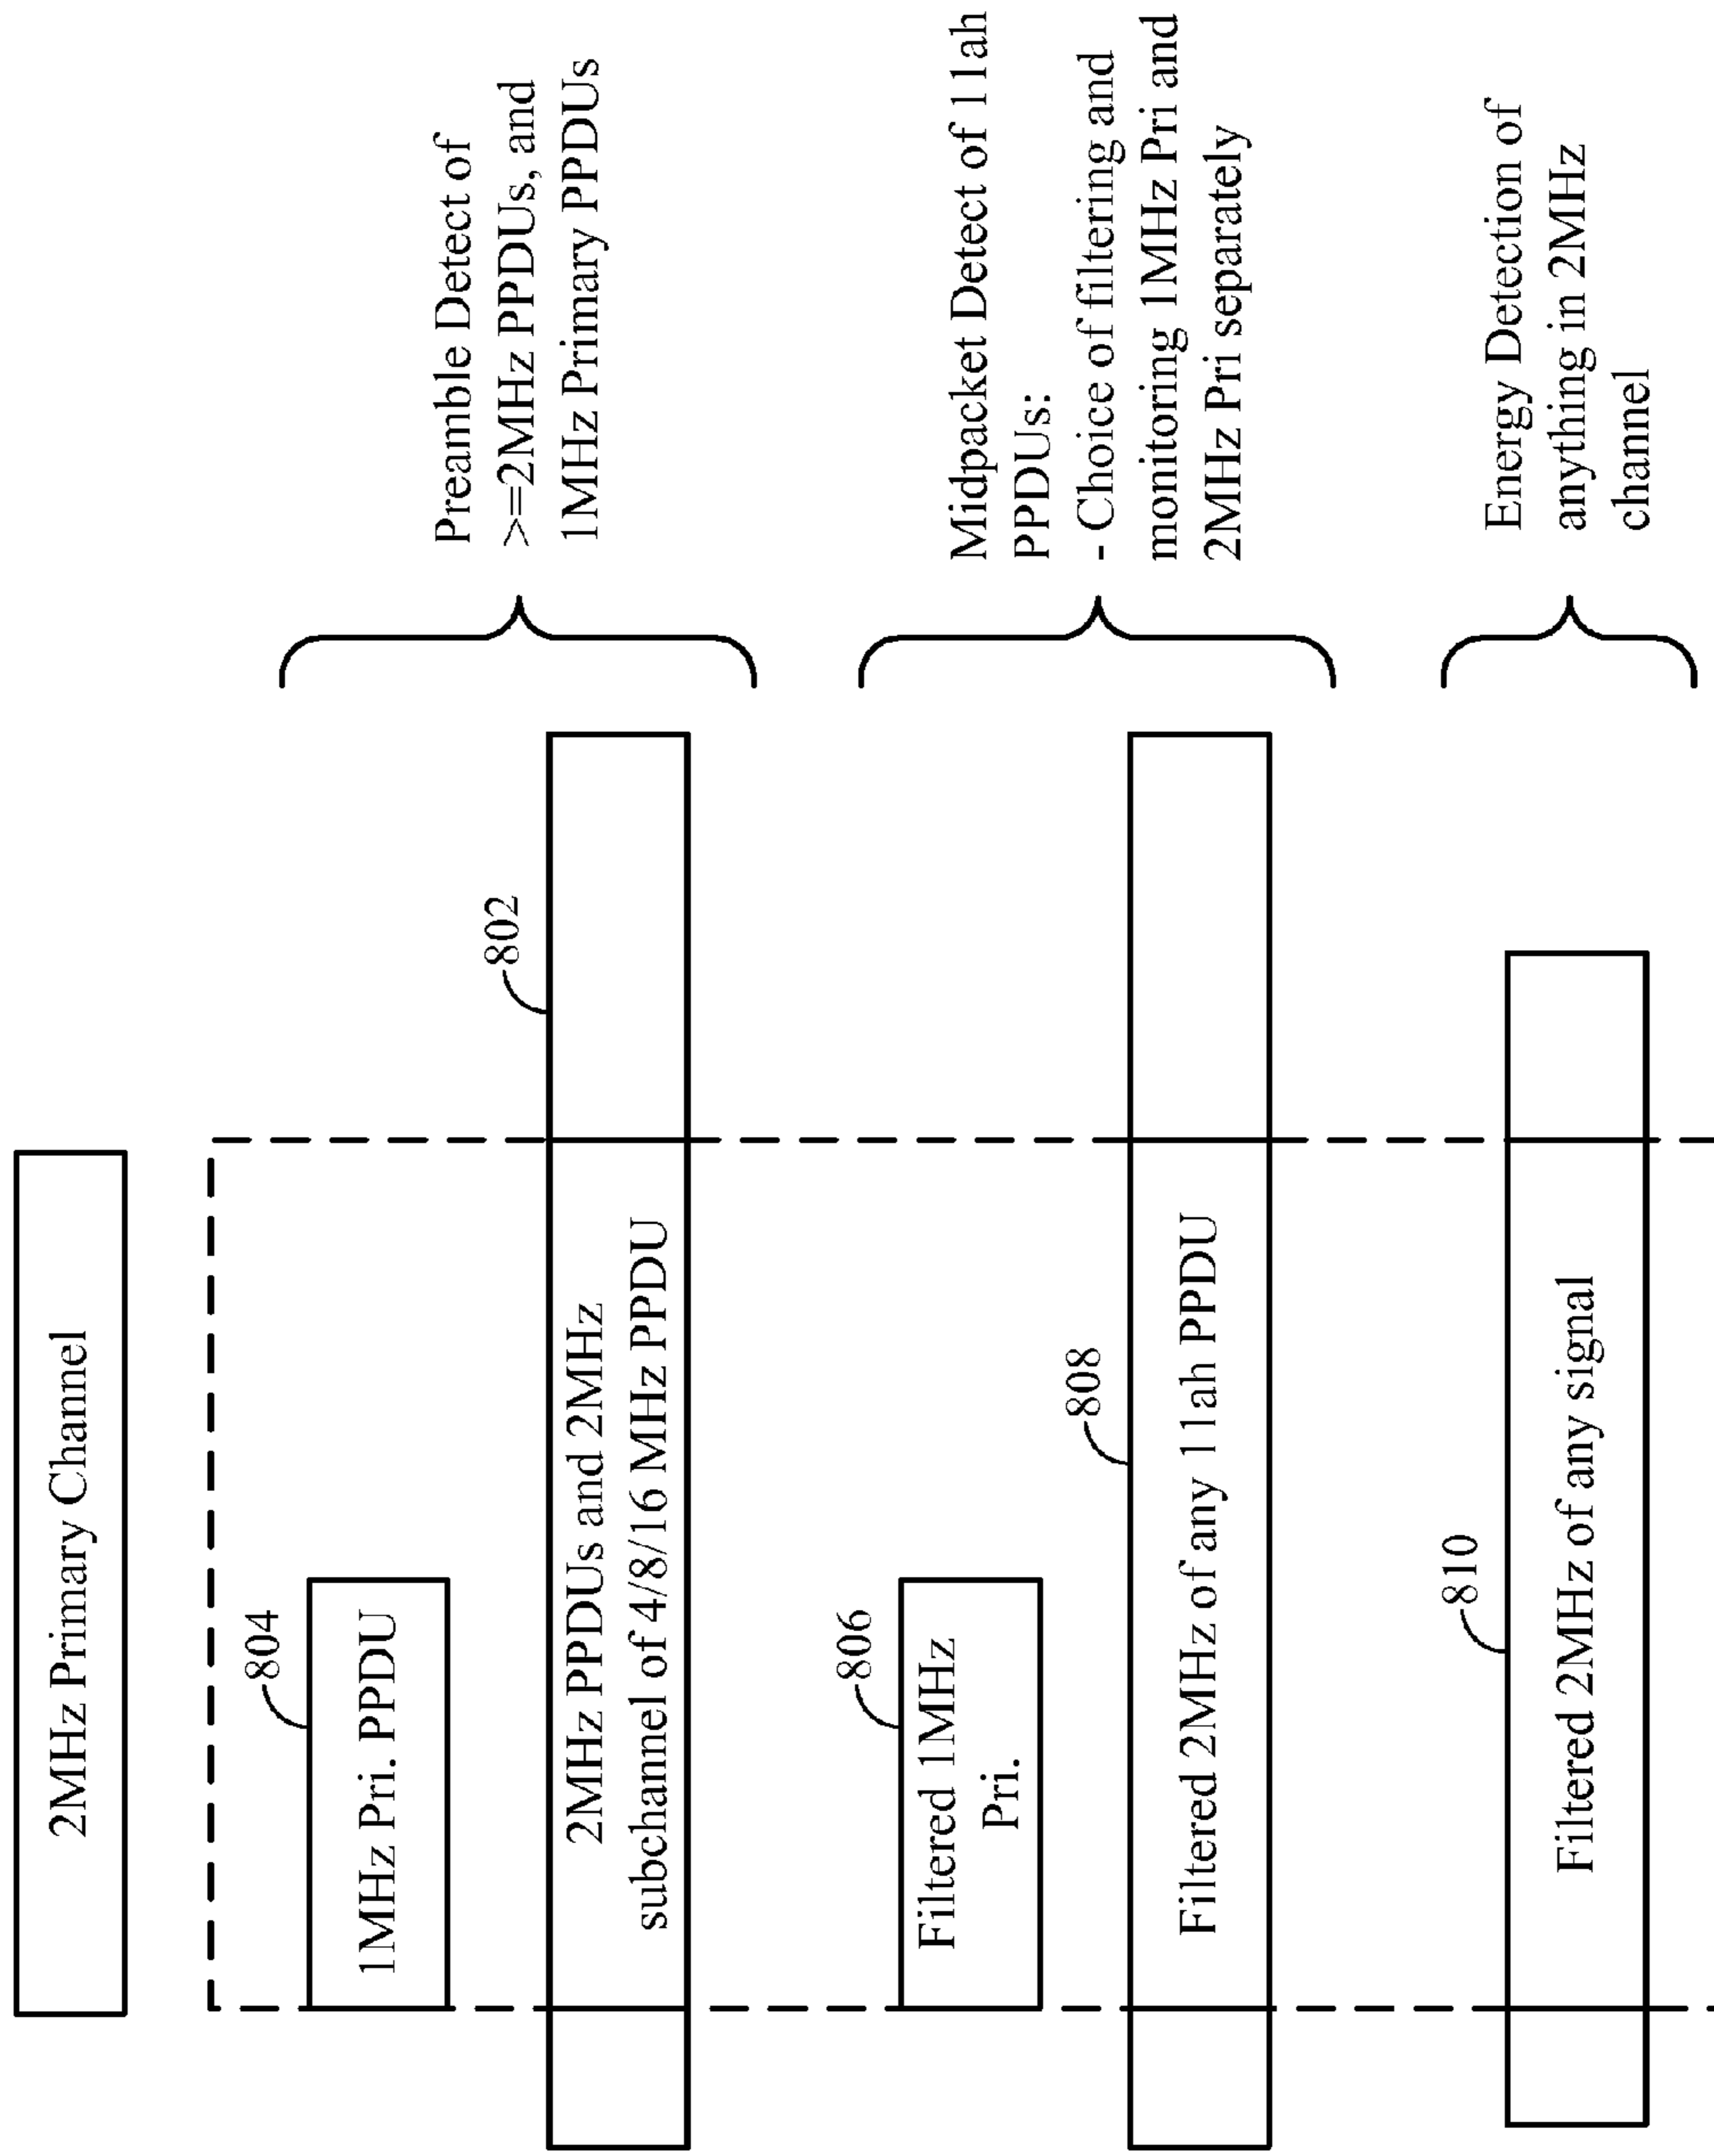 2MHz Primary Channel
804
1MHz Pri. PPDU
802
2MHz PPDUs and 2MHz
subchannel of 4/8/16 MHz PPDU
Preamble Detect of
>=2MHz PPDUs, and
1MHz Primary PPDUs
806
Filtered 1MHz
Pri.
808
Filtered 2MHz of any 11ah PPDU
Midpacket Detect of 11ah
PPDUs:
- Choice of filtering and
monitoring 1MHz Pri and
2MHz Pri separately
810
Filtered 2MHz of any signal
Energy Detection of
anything in 2MHz
channel